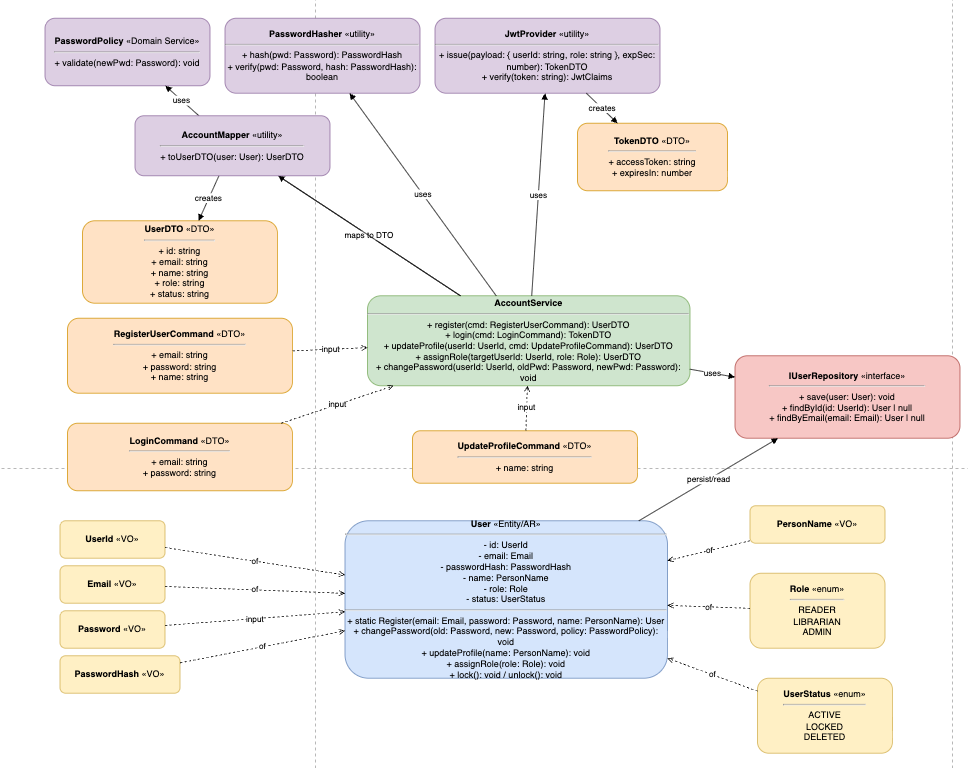 PasswordPolicy «Domain Service»
+ validate(newPwd: Password): void
PasswordHasher «utility»
+ hash(pwd: Password): PasswordHash
+ verify(pwd: Password, hash: PasswordHash):
boolean
JwtProvider «utility»
+ issue(payload: { userId: string, role: string }, expSec:
number): TokenDTO
+ verify(token: string): JwtClaims
uses
creates
AccountMapper «utility»
+ toUserDTO(user: User): UserDTO
TokenDTO «DTO»
+ accessToken: string
+ expiresIn: number
creates
uses
uses
maps to DTO
UserDTO «DTO»
+ id: string
+ email: string
+ name: string
+ role: string
+ status: string
AccountService
+ register(cmd: RegisterUserCommand): UserDTO
+ login(cmd: LoginCommand): TokenDTO
+ updateProfile(userId: UserId, cmd: UpdateProfileCommand): UserDTO
+ assignRole(targetUserId: UserId, role: Role): UserDTO
+ changePassword(userId: UserId, oldPwd: Password, newPwd: Password):
void
RegisterUserCommand «DTO»
+ email: string
+ password: string
+ name: string
input
uses
IUserRepository «interface»
+ save(user: User): void
+ findById(id: UserId): User | null
+ findByEmail(email: Email): User | null
input
input
LoginCommand «DTO»
+ email: string
+ password: string
UpdateProfileCommand «DTO»
+ name: string
persist/read
User «Entity/AR»
- id: UserId
- email: Email
- passwordHash: PasswordHash
- name: PersonName
- role: Role
- status: UserStatus
+ static Register(email: Email, password: Password, name: PersonName): User
+ changePassword(old: Password, new: Password, policy: PasswordPolicy):
void
+ updateProfile(name: PersonName): void
+ assignRole(role: Role): void
+ lock(): void / unlock(): void
UserId «VO»
of
Email «VO»
of
Password «VO»
input
PasswordHash «VO»
of
PersonName «VO»
of
Role «enum»
READER
LIBRARIAN
ADMIN
of
UserStatus «enum»
ACTIVE
LOCKED
DELETED
of